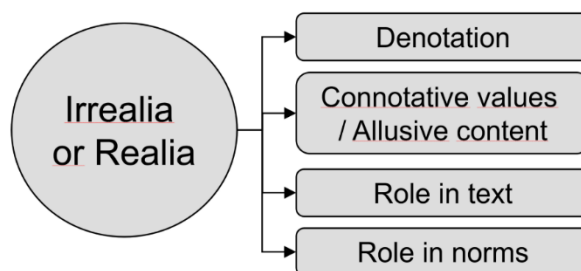 Irrealia
or Realia
Denotation
Connotative values
/ Allusive content
Role in text
Role in norms